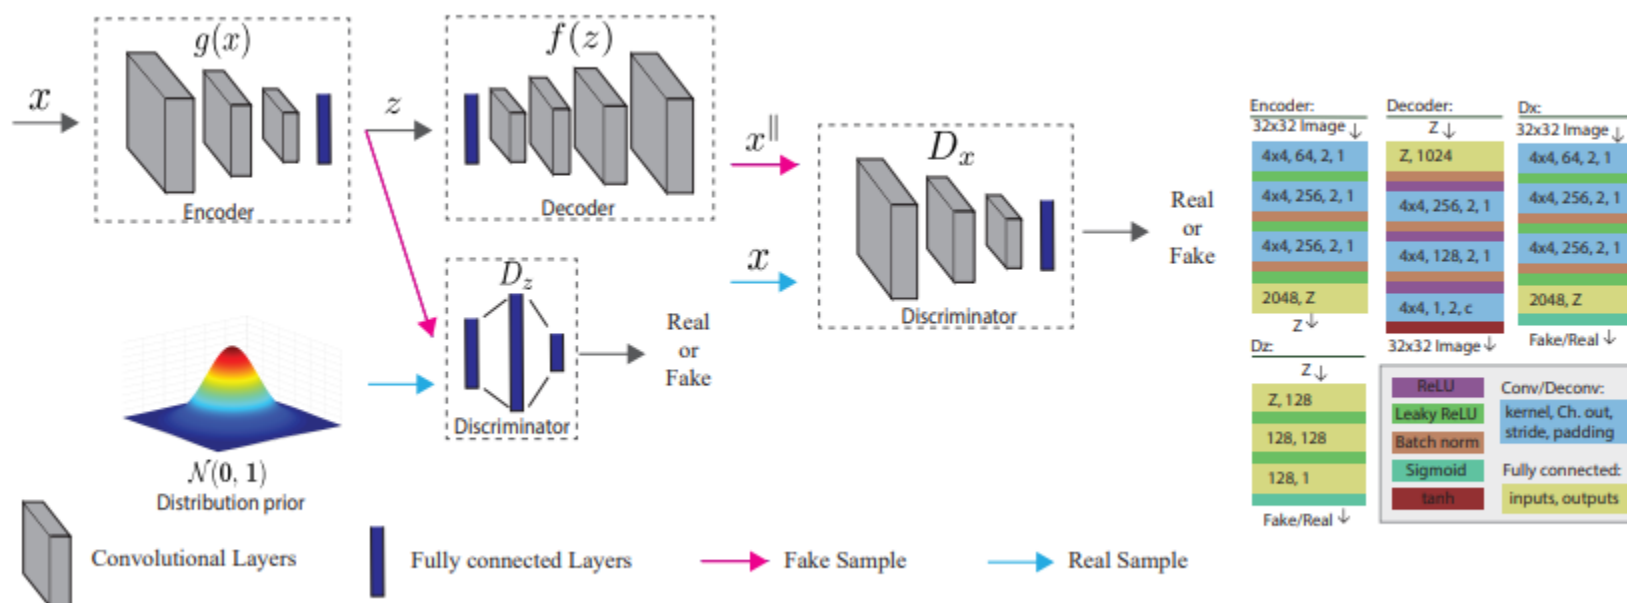 g(x)
x
Encoder
z
f(z)
Decoder
x∥
D_x
x
Discriminator
Real
or
Fake
D_z
Discriminator
Real
or
Fake
N(0, 1)
Distribution prior
Convolutional Layers
Fully connected Layers
Fake Sample
Real Sample
Encoder:
32x32 Image ↓
4x4, 64, 2, 1
4x4, 256, 2, 1
4x4, 256, 2, 1
2048, Z
Z ↓
Decoder:
Z ↓
Z, 1024
4x4, 256, 2, 1
4x4, 128, 2, 1
4x4, 1, 2, c
32x32 Image ↓
Dx:
32x32 Image ↓
4x4, 64, 2, 1
4x4, 256, 2, 1
4x4, 256, 2, 1
2048, Z
Fake/Real ↓
Dz:
Z ↓
Z, 128
128, 128
128, 1
Fake/Real ↓
ReLU
Leaky ReLU
Batch norm
Sigmoid
tanh
Conv/Deconv:
kernel, Ch. out,
stride, padding
Fully connected:
inputs, outputs